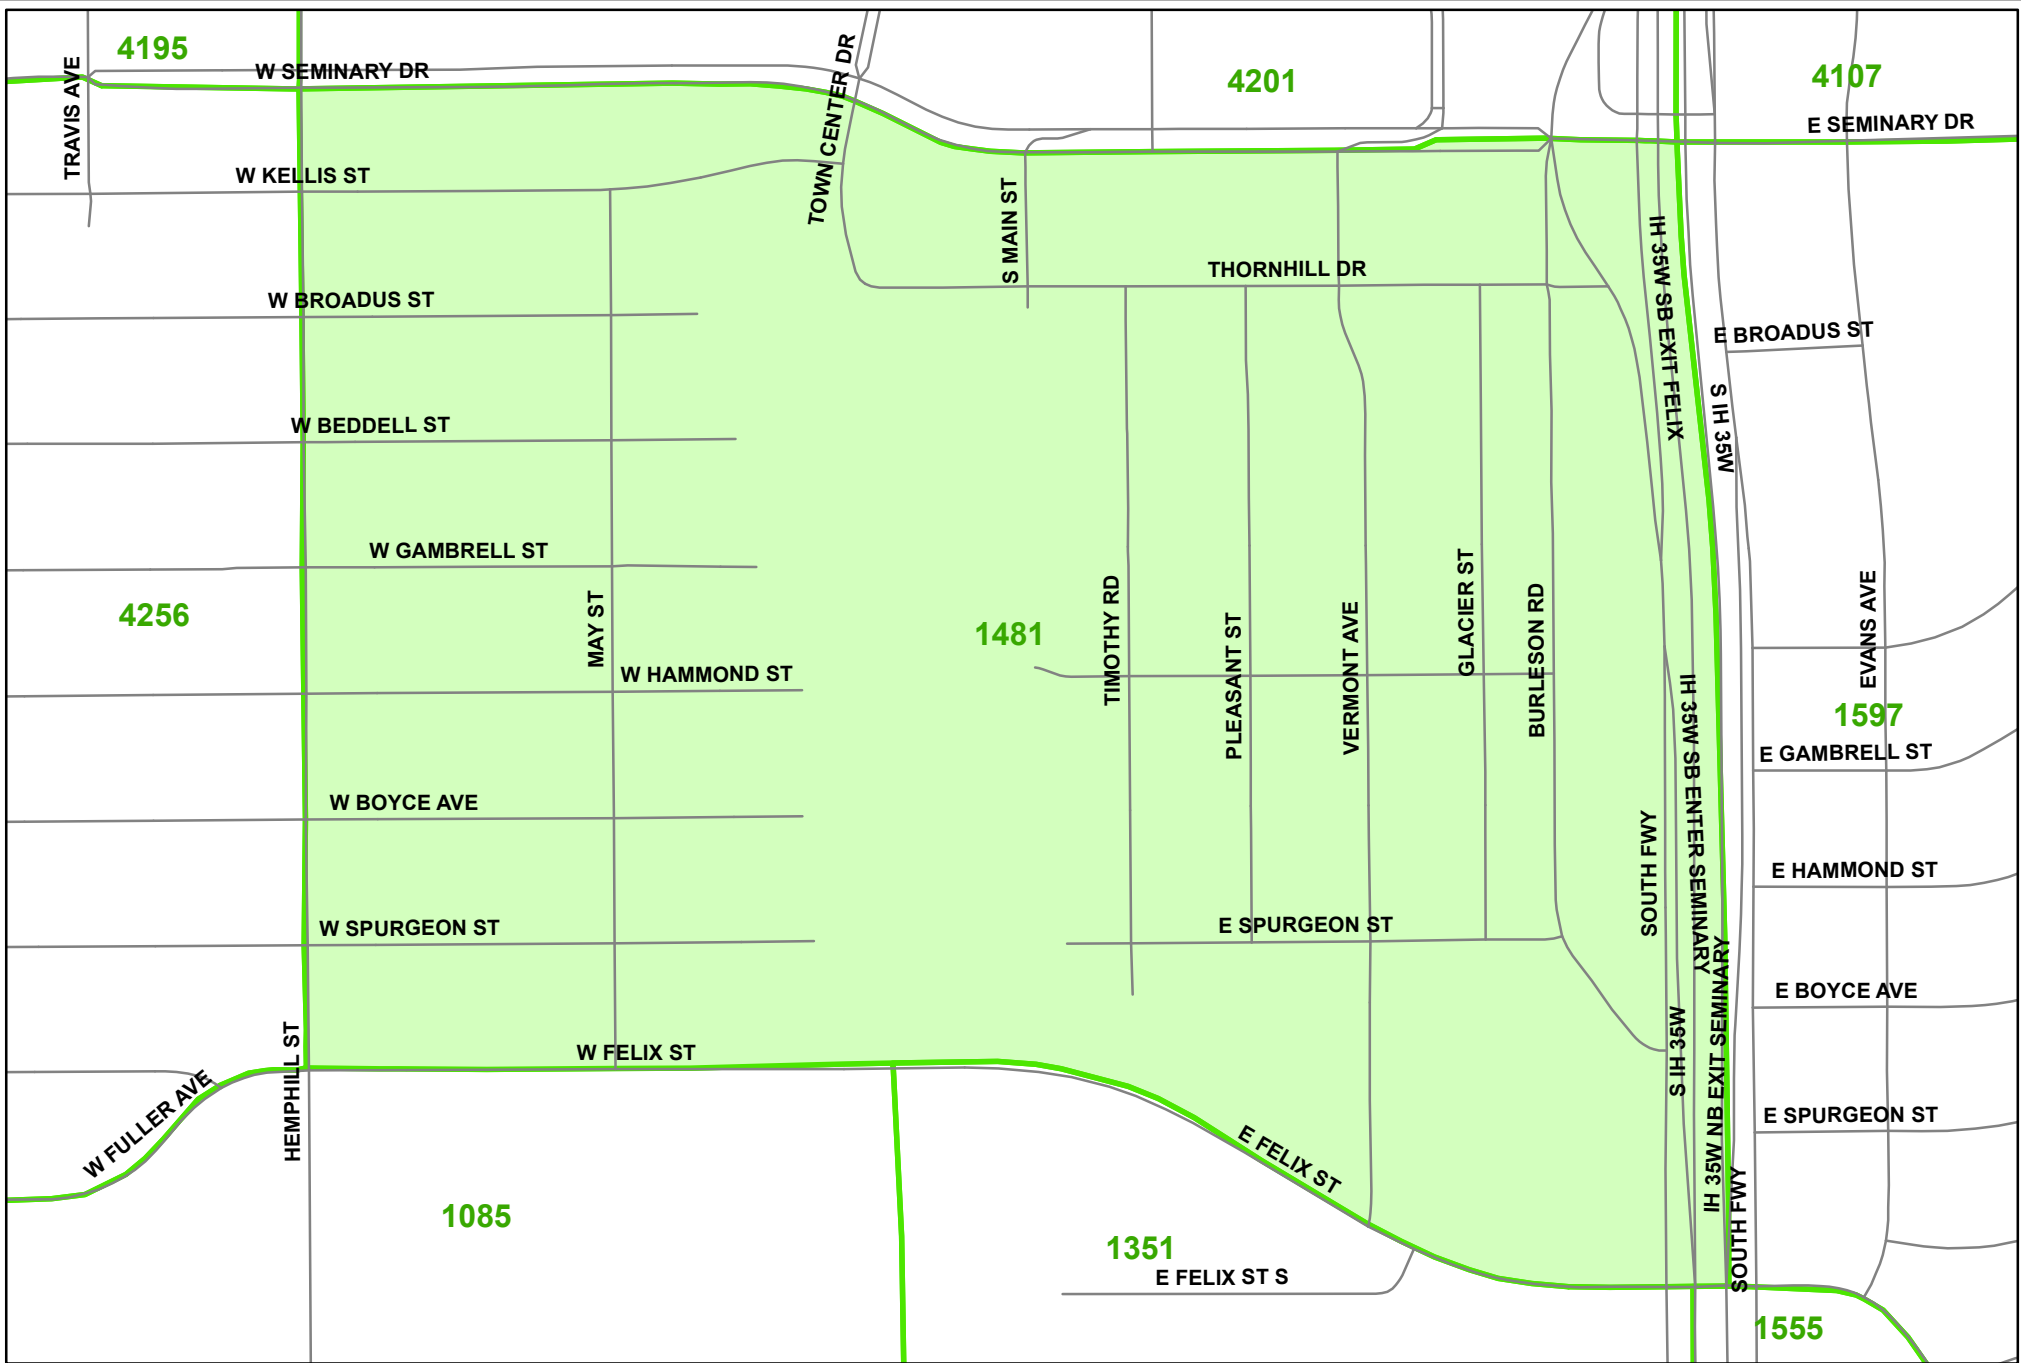 4195
W SEMINARY DR
TRAVIS AVE
TOWN CENTER DR
4201
4107
E SEMINARY DR
W KELLIS ST
S MAIN ST
IH 35W SB EXIT FELIX
THORNHILL DR
W BROADUS ST
E BROADUS ST
S IH 35W
W BEDDELL ST
W GAMBRELL ST
4256
MAY ST
1481
TIMOTHY RD
PLEASANT ST
VERMONT AVE
GLACIER ST
BURLESON RD
EVANS AVE
W HAMMOND ST
IH 35W SB ENTER SEMINARY
1597
E GAMBRELL ST
W BOYCE AVE
SOUTH FWY
E HAMMOND ST
W SPURGEON ST
E SPURGEON ST
IH 35W NB EXIT SEMINARY
E BOYCE AVE
S IH 35W
HEMPHILL ST
W FELIX ST
W FULLER AVE
E SPURGEON ST
E FELIX ST
SOUTH FWY
1085
1351
E FELIX ST S
1555